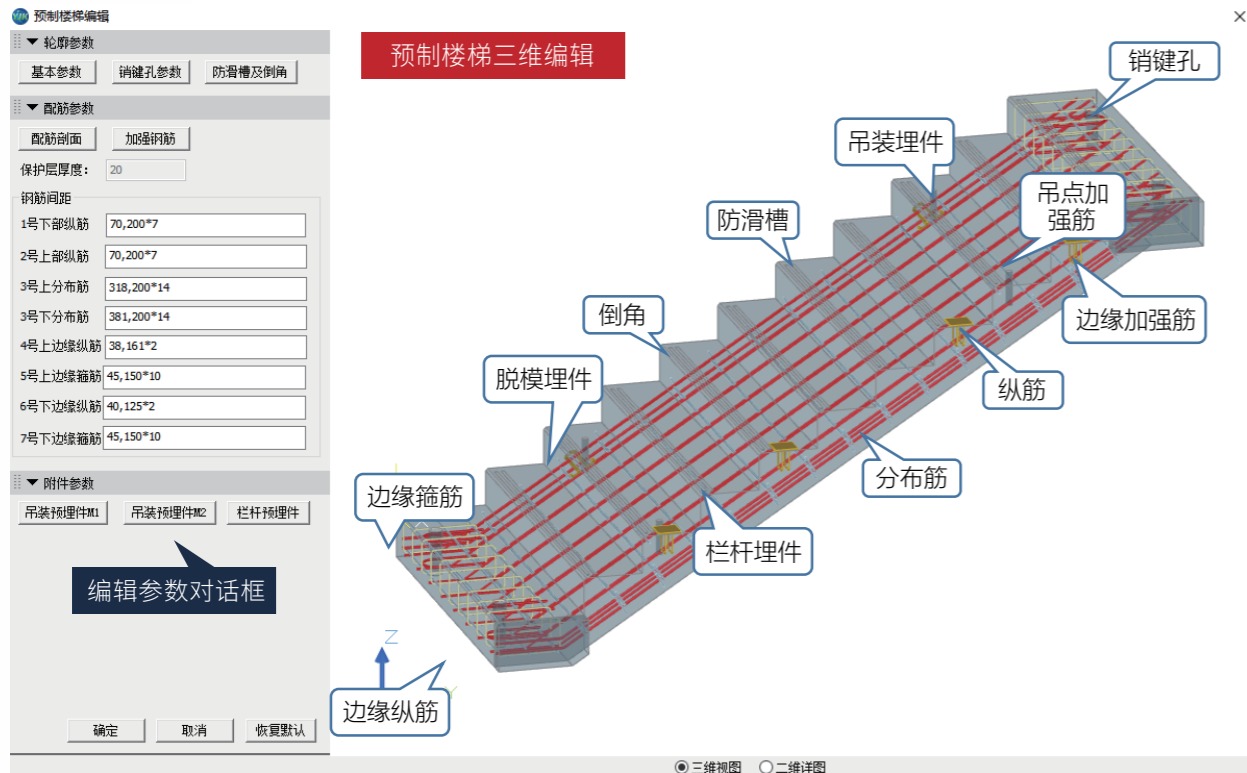 YJK 预制楼梯编辑
轮廓参数
基本参数 销键孔参数 防滑槽及倒角
配筋参数
配筋剖面 加强钢筋
保护层厚度: 20
钢筋间距
1号下部纵筋 70,200*7
2号上部纵筋 70,200*7
3号上分布筋 318,200*14
3号下分布筋 381,200*14
4号上边缘纵筋 38,161*2
5号上边缘箍筋 45,150*10
6号下边缘纵筋 40,125*2
7号下边缘箍筋 45,150*10
附件参数
吊装预埋件M1 吊装预埋件M2 栏杆预埋件
编辑参数对话框
确定 取消 恢复默认
预制楼梯三维编辑
销键孔
吊装埋件
吊点加
强筋
防滑槽
倒角
边缘加强筋
脱模埋件
纵筋
分布筋
边缘箍筋
栏杆埋件
Z
边缘纵筋
三维视图 二维详图